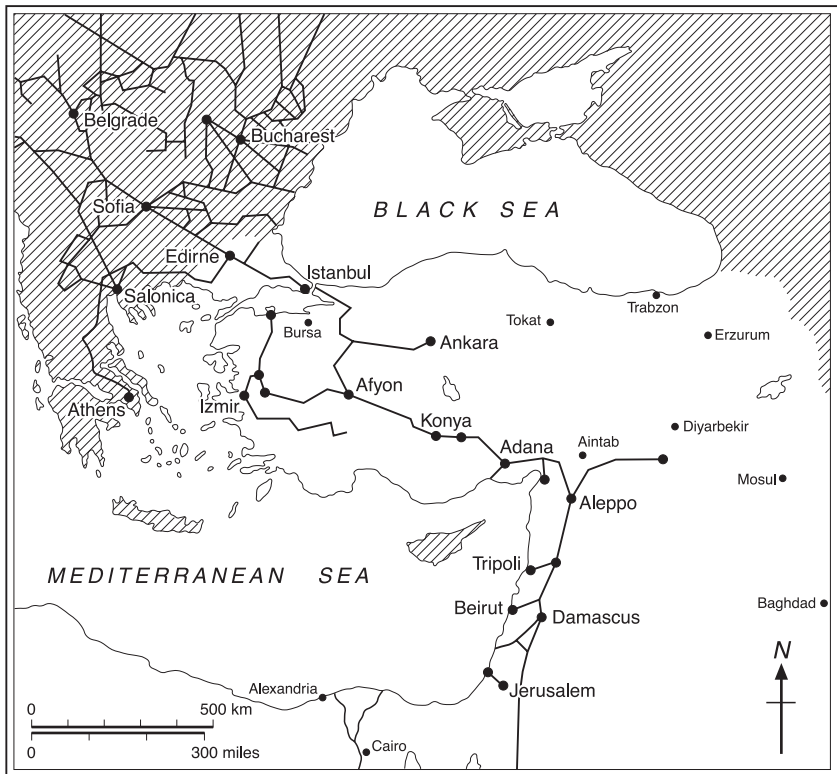 Belgrade
Bucharest
Sofia
BLACK SEA
Edirne
Istanbul
Salonica
Trabzon
Bursa
Tokat
Erzurum
Ankara
Athens
Izmir
Afyon
Konya
Diyarbekir
Adana
Aintab
Mosul
Aleppo
Tripoli
MEDITERRANEAN SEA
Beirut
Damascus
Baghdad
N
Alexandria
Jerusalem
0 500 km
0 300 miles
Cairo